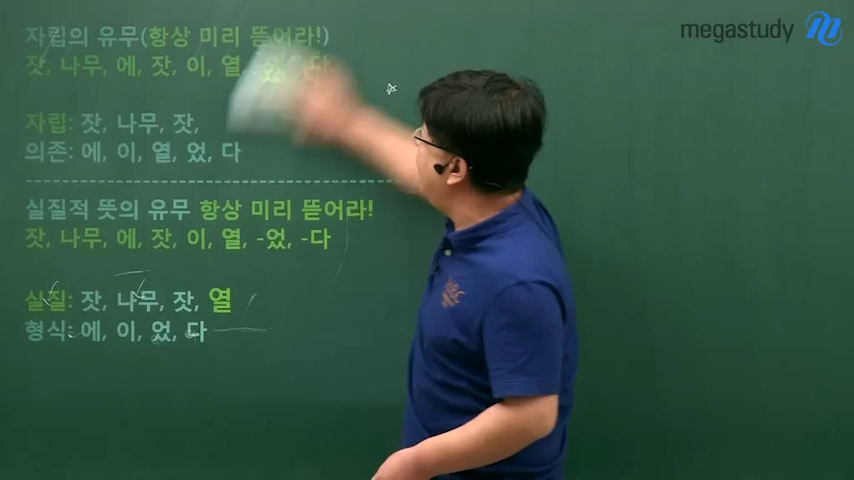 megastudy
자립의 유무(항상 미리 뜯어라!)
잣, 나무, 에, 잣, 이, 열, -었, -다
자립: 잣, 나무, 잣,
의존: 에, 이, 열, 었, 다
실질적 뜻의 유무 항상 미리 뜯어라!
잣, 나무, 에, 잣, 이, 열, -었, -다
실질: 잣, 나무, 잣, 열
형식: 에, 이, 었, 다